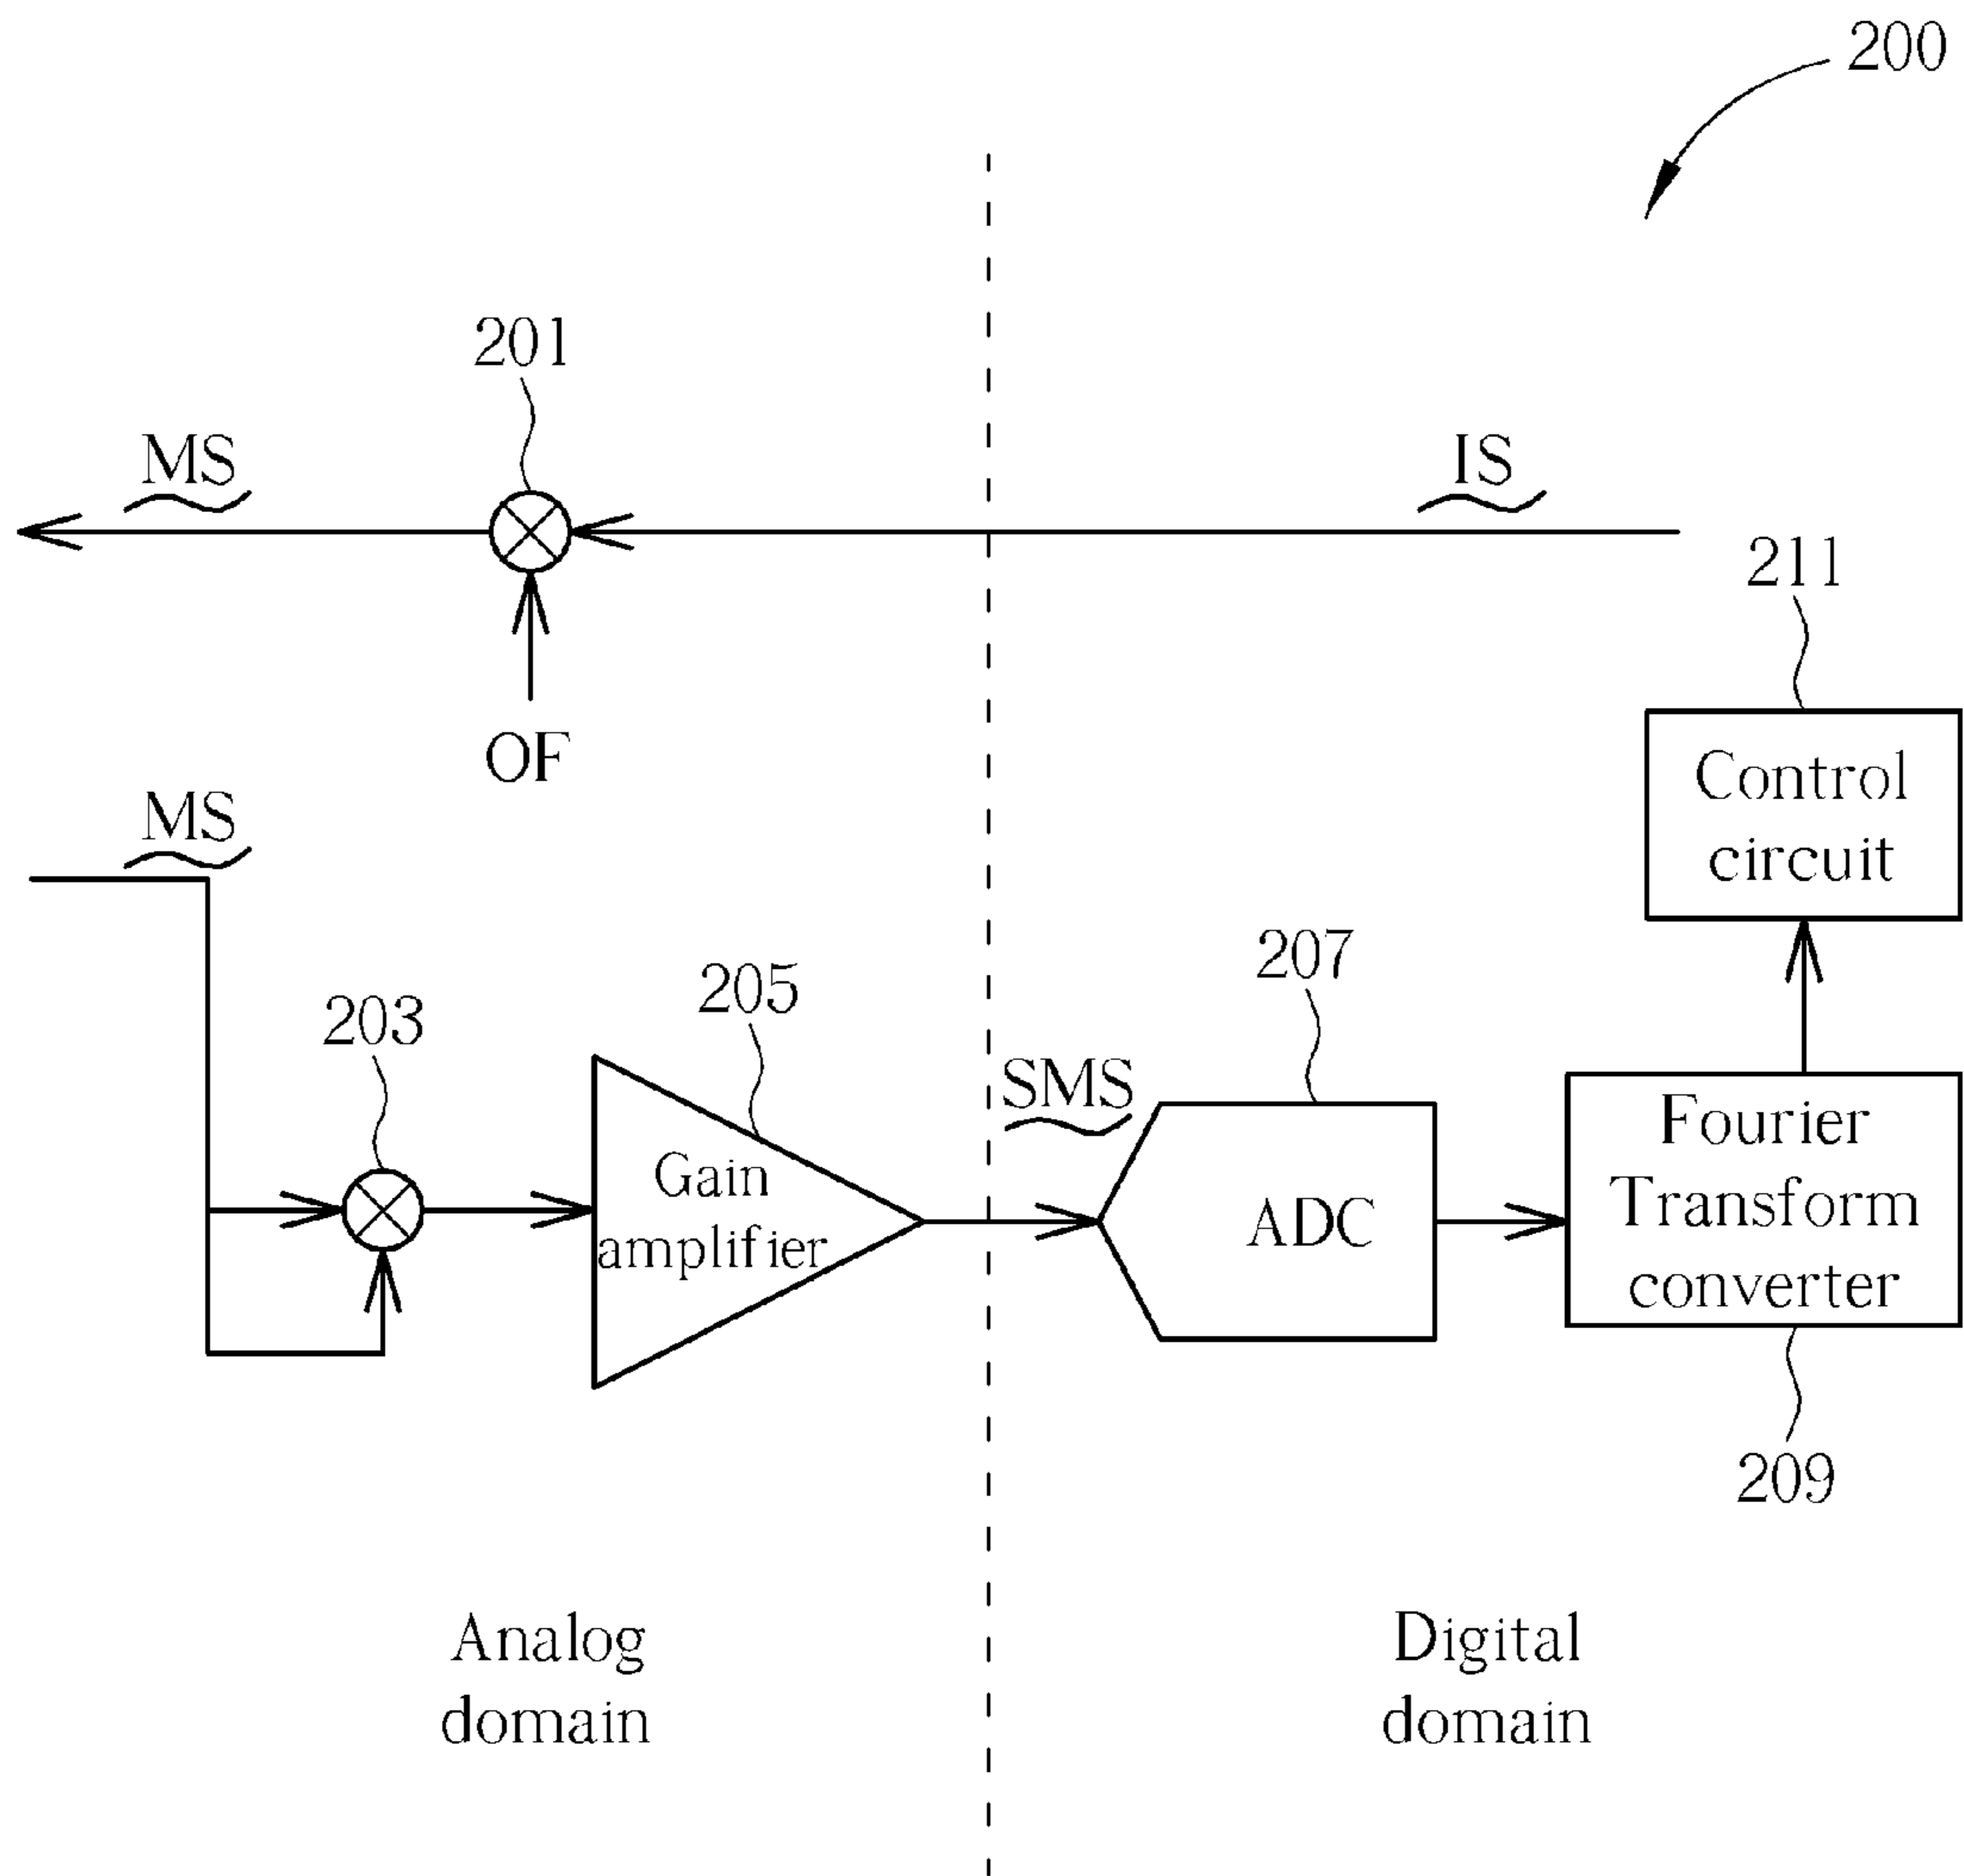 200
201
MS
IS
211
OF
Control
circuit
MS
207
205
203
SMS
Fourier
Transform
converter
Gain
amplifier
ADC
209
Analog
domain
Digital
domain